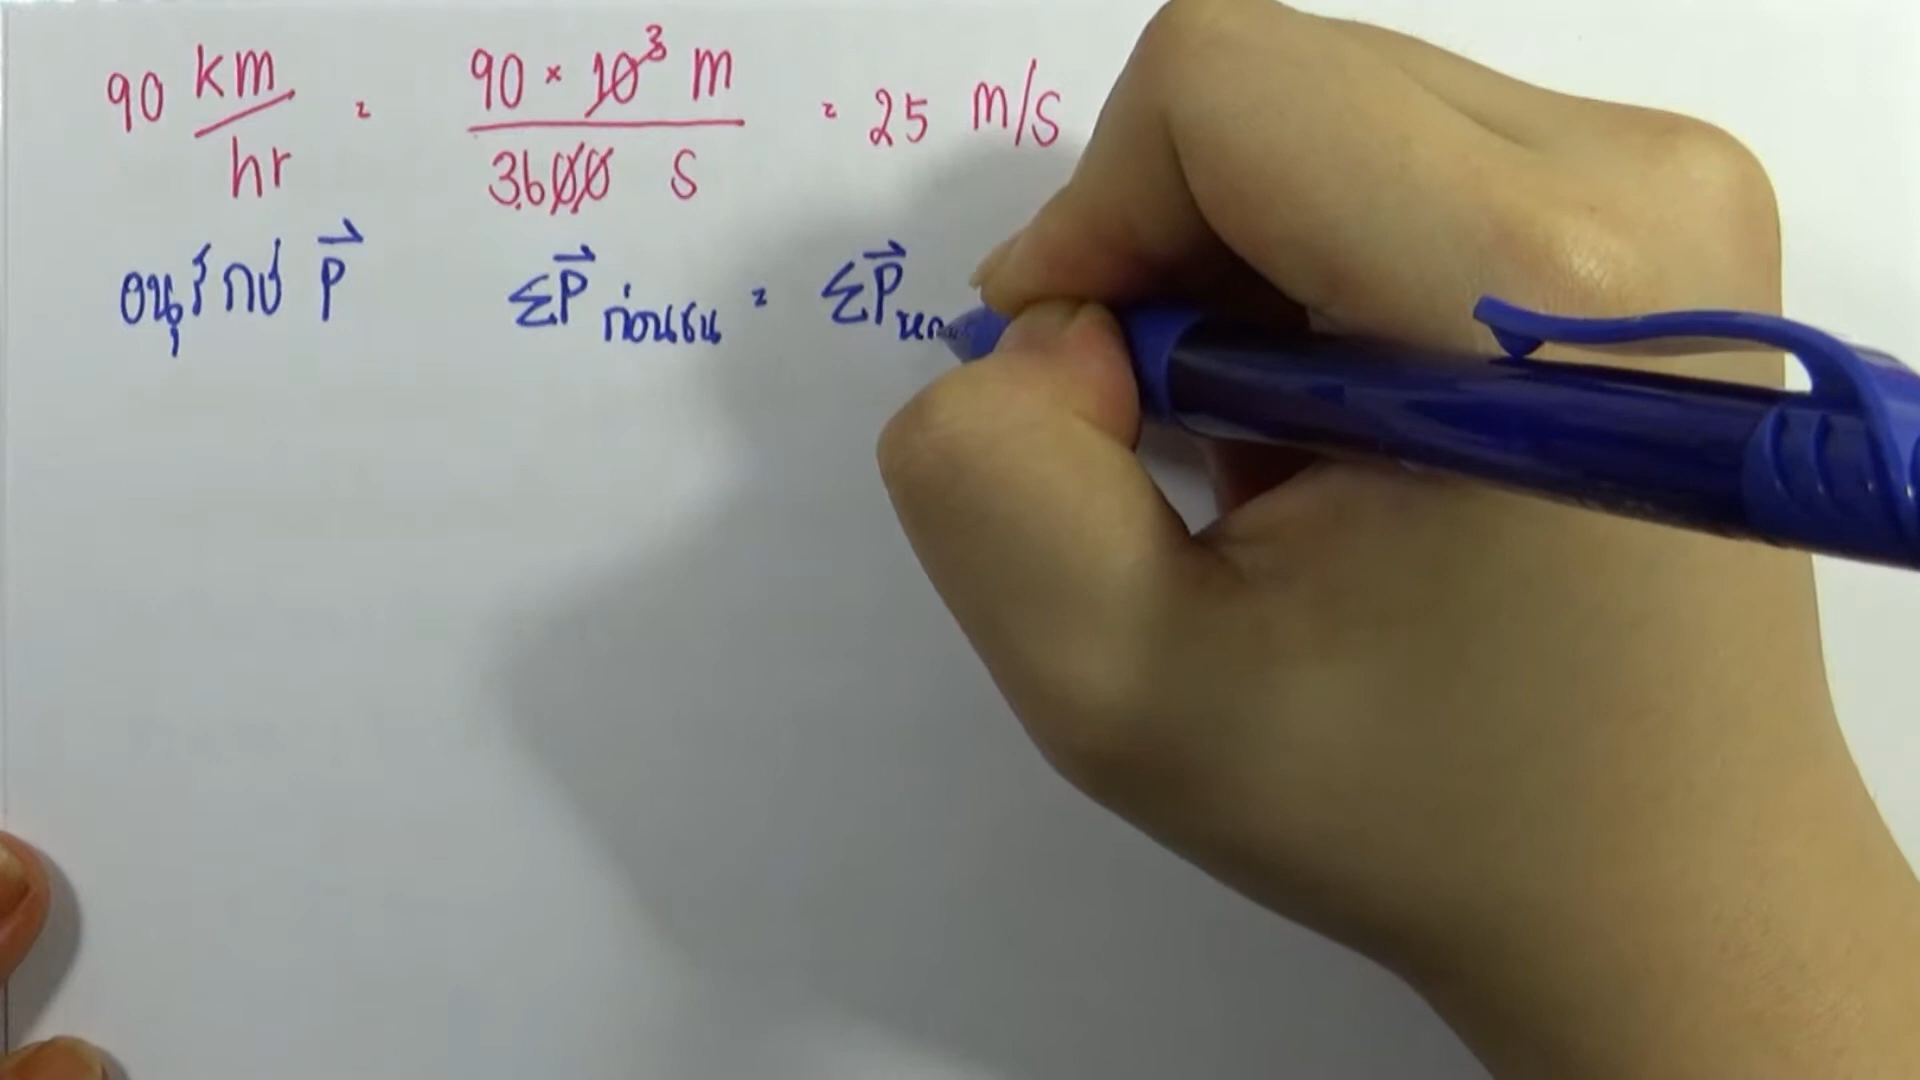 90 km/hr = 90 × 10³ m / 3600 s = 25 m/s
อนุรักษ์ P⃗ ΣP⃗ ก่อนชน = ΣP⃗